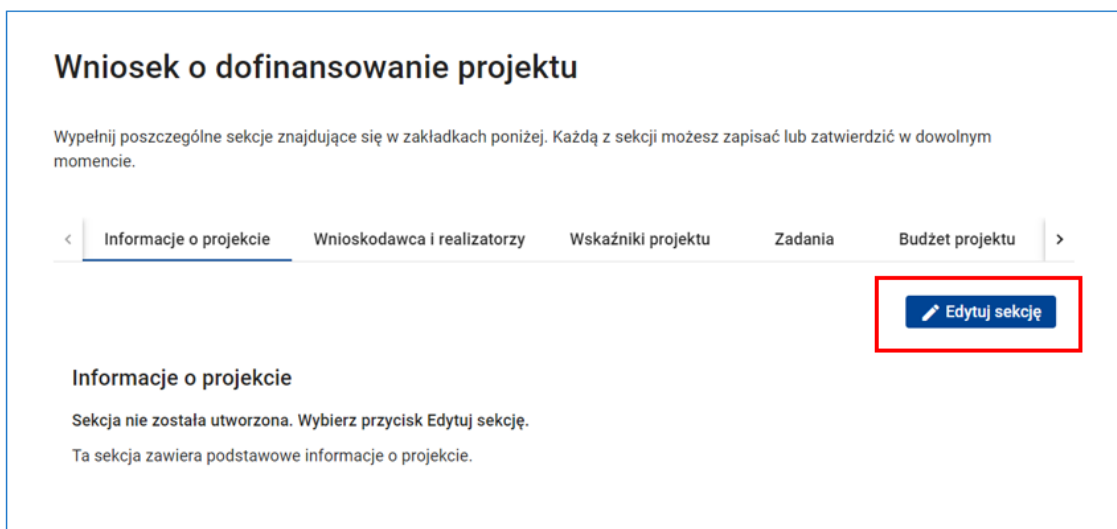 Wniosek o dofinansowanie projektu
Wypełnij poszczególne sekcje znajdujące się w zakładkach poniżej. Każdą z sekcji możesz zapisać lub zatwierdzić w dowolnym
momencie.
Informacje o projekcie Wnioskodawca i realizatorzy Wskaźniki projektu Zadania Budżet projektu
Edytuj sekcję
Informacje o projekcie
Sekcja nie została utworzona. Wybierz przycisk Edytuj sekcję.
Ta sekcja zawiera podstawowe informacje o projekcie.